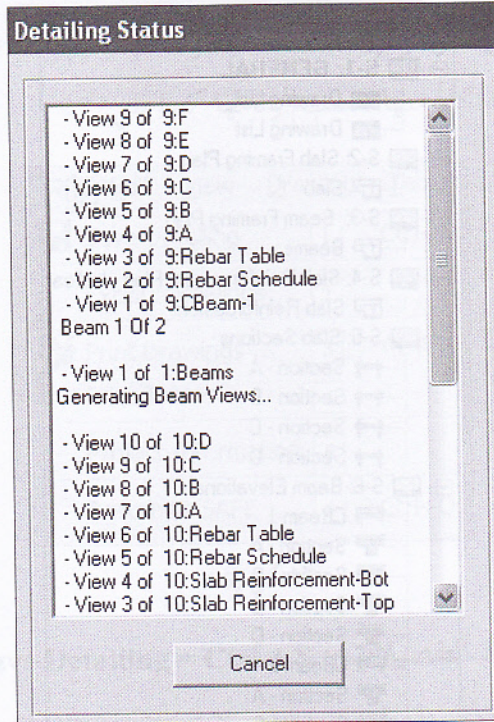 Detailing Status
- View 9 of 9:F
- View 8 of 9:E
- View 7 of 9:D
- View 6 of 9:C
- View 5 of 9:B
- View 4 of 9:A
- View 3 of 9:Rebar Table
- View 2 of 9:Rebar Schedule
- View 1 of 9:CBeam-1
Beam 1 Of 2
- View 1 of 1:Beams
Generating Beam Views...
- View 10 of 10:D
- View 9 of 10:C
- View 8 of 10:B
- View 7 of 10:A
- View 6 of 10:Rebar Table
- View 5 of 10:Rebar Schedule
- View 4 of 10:Slab Reinforcement-Bot
- View 3 of 10:Slab Reinforcement-Top
Cancel